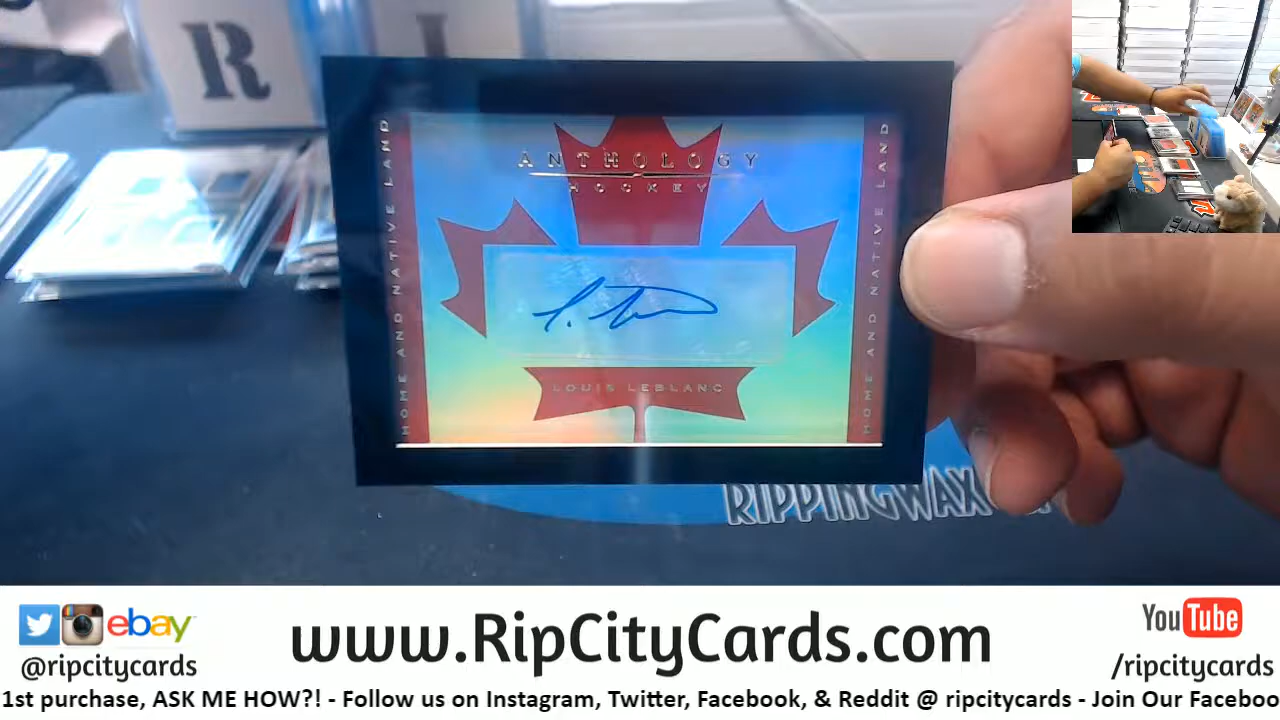 R I
ANTHOLOGY
HOCKEY
HOME AND NATIVE LAND
HOME AND NATIVE LAND
LOUIS LEBLANC
RIPPINGWAX
ebay
@ripcitycards
www.RipCityCards.com
YouTube
/ripcitycards
1st purchase, ASK ME HOW?! - Follow us on Instagram, Twitter, Facebook, & Reddit @ ripcitycards - Join Our Faceboo